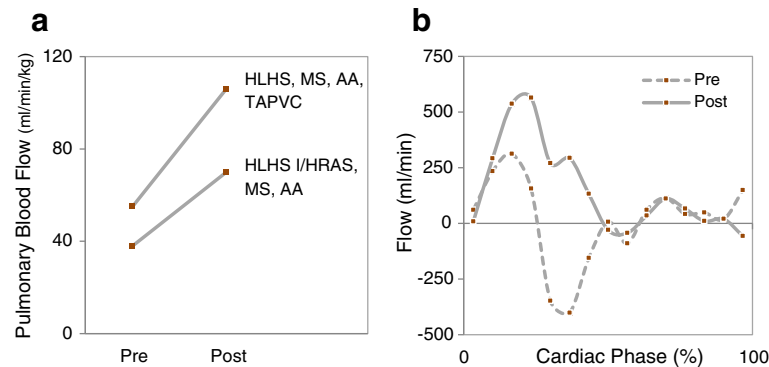 a
Pulmonary Blood Flow (ml/min/kg)
120
80
40
0
HLHS, MS, AA,
TAPVC
HLHS I/HRAS,
MS, AA
Pre
Post
b
Flow (ml/min)
750
500
250
0
-250
-500
Pre
Post
0
Cardiac Phase (%)
100